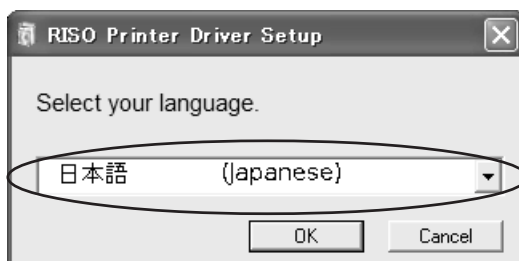 RISO Printer Driver Setup
Select your language.
日本語 (Japanese)
OK Cancel